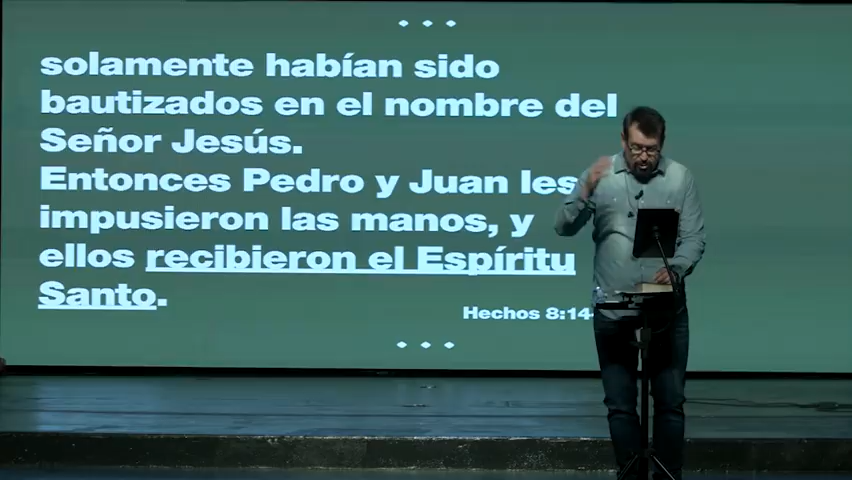 solamente habían sido
bautizados en el nombre del
Señor Jesús.
Entonces Pedro y Juan les
impusieron las manos, y
ellos recibieron el Espíritu
Santo.
Hechos 8:14-